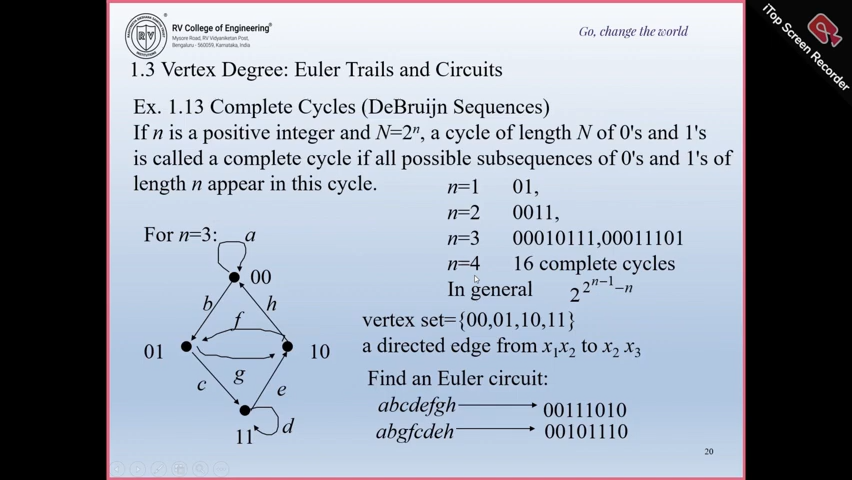 RV College of Engineering®
Mysore Road, RV Vidyaniketan Post,
Bengaluru - 560059, Karnataka, India
Go, change the world
iTop Screen Recorder
1.3 Vertex Degree: Euler Trails and Circuits
Ex. 1.13 Complete Cycles (DeBruijn Sequences)
If n is a positive integer and N=2ⁿ, a cycle of length N of 0's and 1's
is called a complete cycle if all possible subsequences of 0's and 1's of
length n appear in this cycle.
n=1 01,
n=2 0011,
n=3 00010111,00011101
n=4 16 complete cycles
In general 2^{2^{n-1}-n}
For n=3:
a
00
b
h
f
01
10
g
c
e
11
d
vertex set={00,01,10,11}
a directed edge from x₁x₂ to x₂ x₃
Find an Euler circuit:
abcdefgh → 00111010
abgfcdeh → 00101110
20